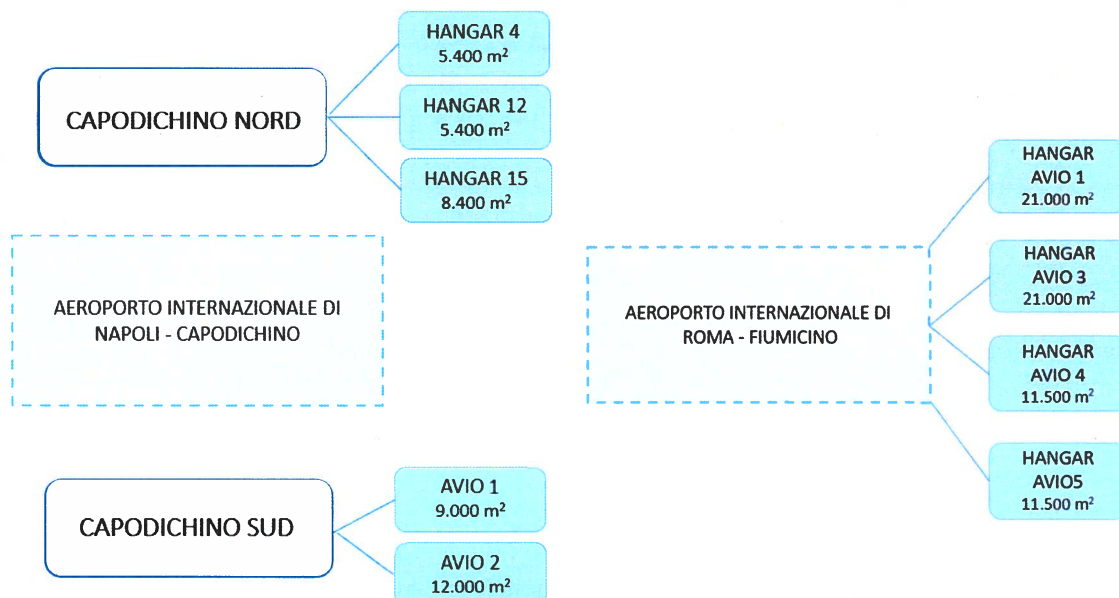 HANGAR 4
5.400 m²
CAPODICHINO NORD
HANGAR 12
5.400 m²
HANGAR 15
8.400 m²
AEROPORTO INTERNAZIONALE DI
NAPOLI - CAPODICHINO
CAPODICHINO SUD
AVIO 1
9.000 m²
AVIO 2
12.000 m²
AEROPORTO INTERNAZIONALE DI
ROMA - FIUMICINO
HANGAR
AVIO 1
21.000 m²
HANGAR
AVIO 3
21.000 m²
HANGAR
AVIO 4
11.500 m²
HANGAR
AVIO5
11.500 m²